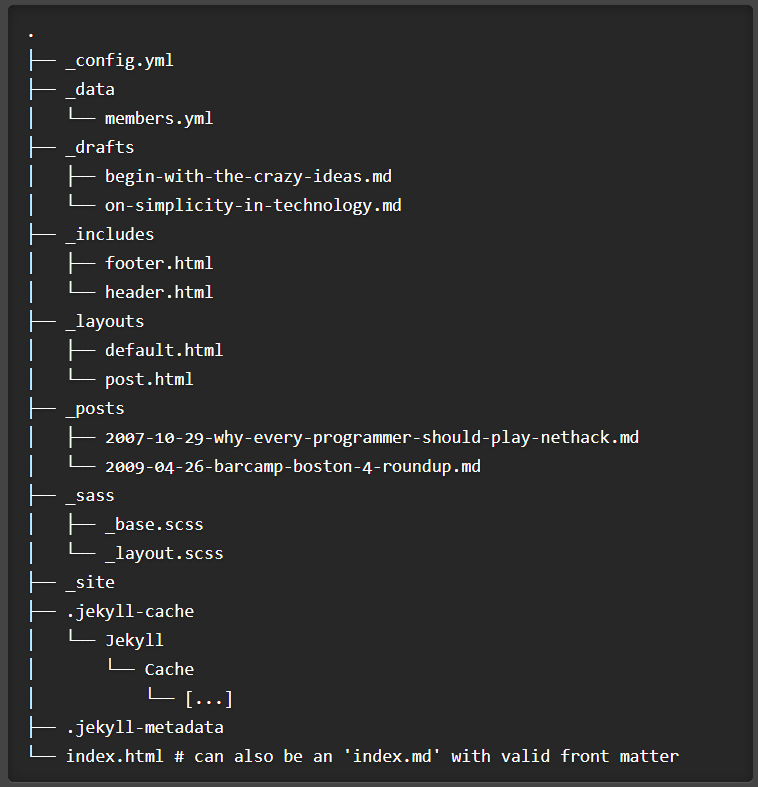 .
├── _config.yml
├── _data
│   └── members.yml
├── _drafts
│   ├── begin-with-the-crazy-ideas.md
│   └── on-simplicity-in-technology.md
├── _includes
│   ├── footer.html
│   └── header.html
├── _layouts
│   ├── default.html
│   └── post.html
├── _posts
│   ├── 2007-10-29-why-every-programmer-should-play-nethack.md
│   └── 2009-04-26-barcamp-boston-4-roundup.md
├── _sass
│   ├── _base.scss
│   └── _layout.scss
├── _site
├── .jekyll-cache
│   └── Jekyll
│       └── Cache
│           └── [...]
├── .jekyll-metadata
└── index.html # can also be an 'index.md' with valid front matter